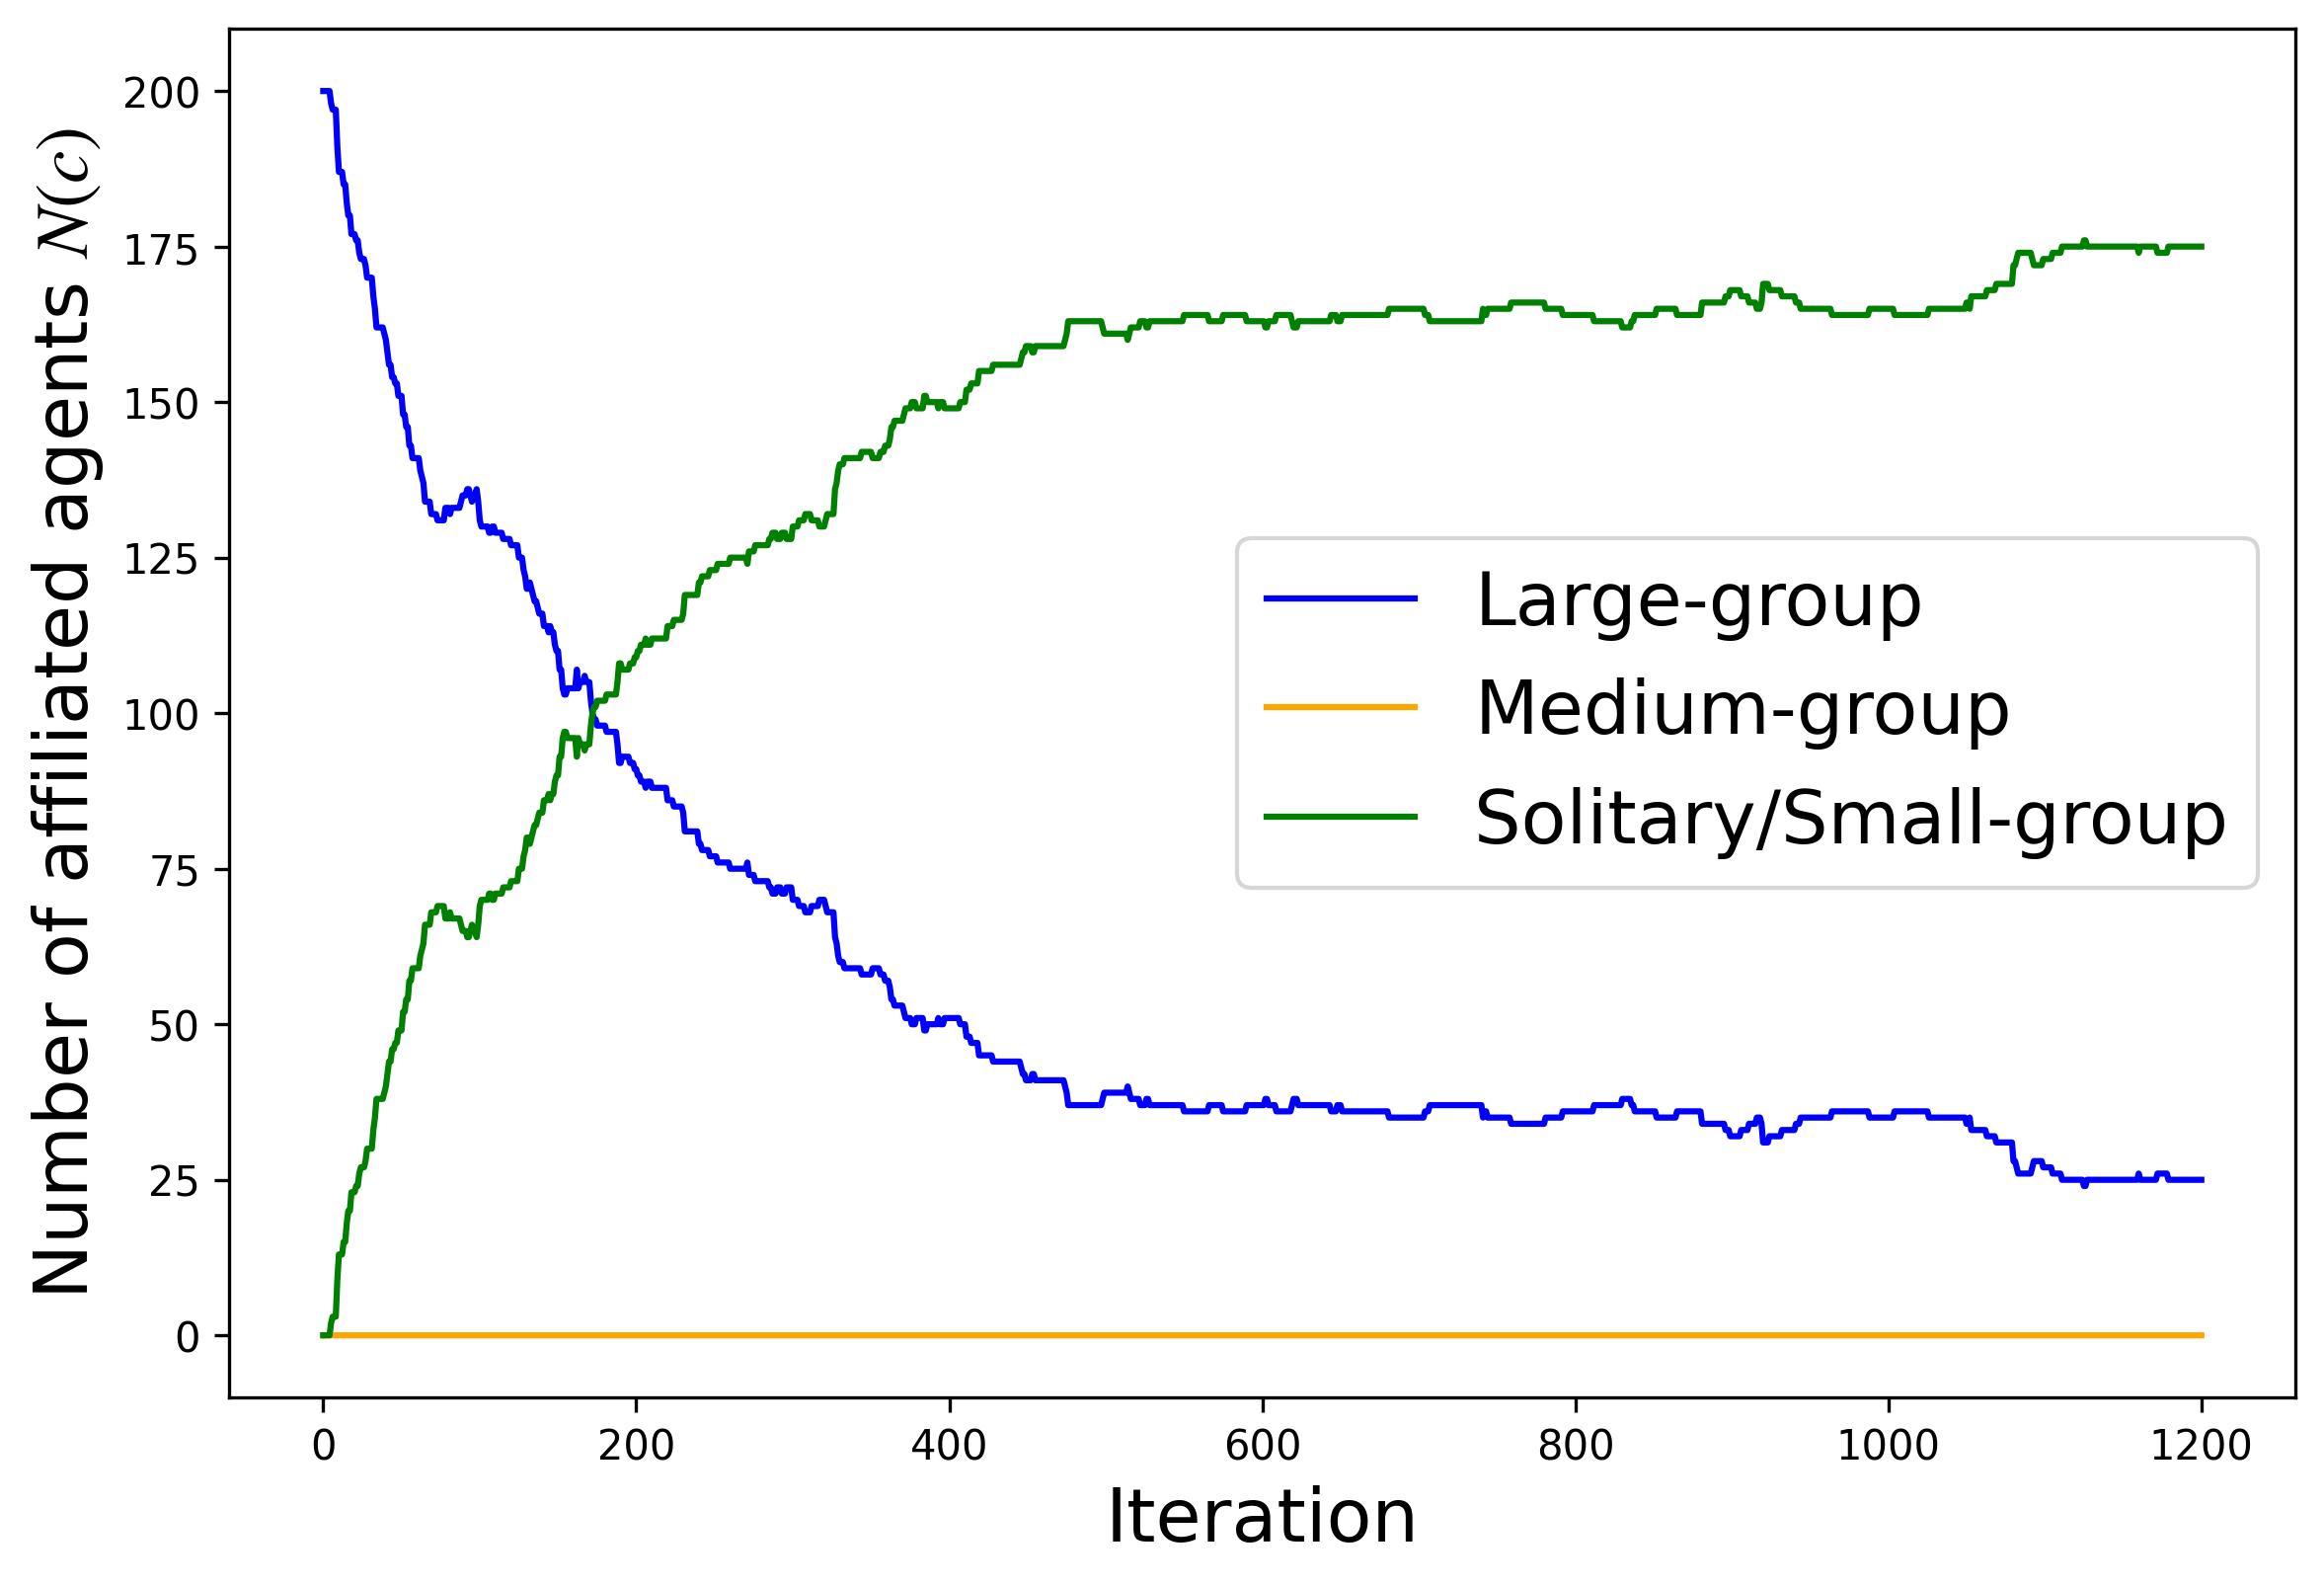 Number of affiliated agents N(c)
200
175
150
125
100
75
50
25
0
Large-group
Medium-group
Solitary/Small-group
0 200 400 600 800 1000 1200
Iteration